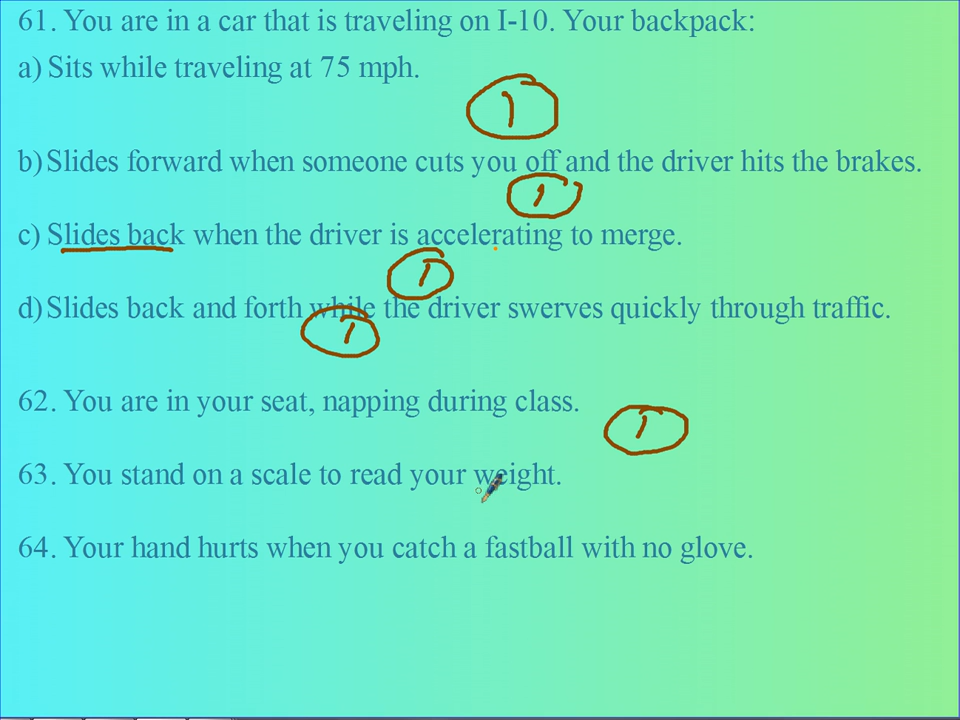 61. You are in a car that is traveling on I-10. Your backpack:
a) Sits while traveling at 75 mph.
1
b) Slides forward when someone cuts you off and the driver hits the brakes.
1
c) Slides back when the driver is accelerating to merge.
1
d) Slides back and forth while the driver swerves quickly through traffic.
1
62. You are in your seat, napping during class.
1
63. You stand on a scale to read your weight.
64. Your hand hurts when you catch a fastball with no glove.